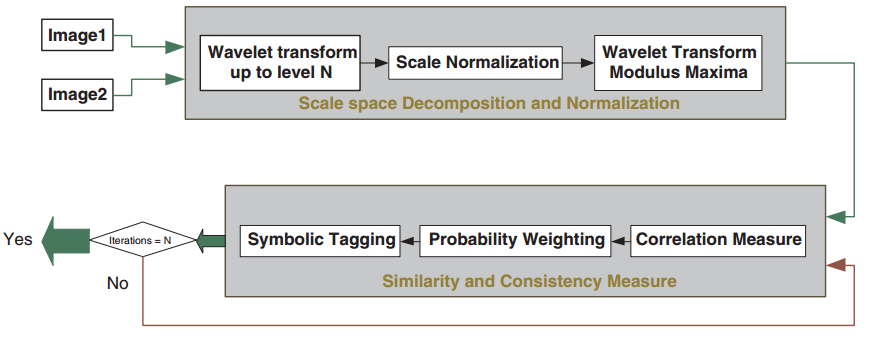 Image1
Image2
Wavelet transform
up to level N
Scale Normalization
Wavelet Transform
Modulus Maxima
Scale space Decomposition and Normalization
Yes
Iterations = N
No
Symbolic Tagging
Probability Weighting
Correlation Measure
Similarity and Consistency Measure